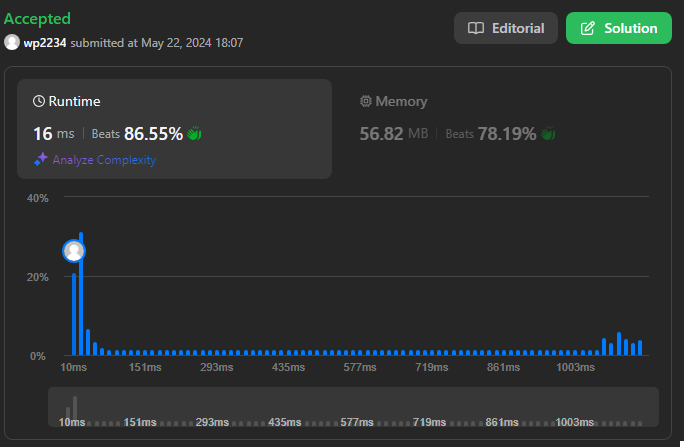 Accepted
wp2234 submitted at May 22, 2024 18:07
Editorial
Solution
Runtime
16 ms | Beats 86.55%
Analyze Complexity
Memory
56.82 MB | Beats 78.19%
40%
20%
0%
10ms 151ms 293ms 435ms 577ms 719ms 861ms 1003ms
10ms 151ms 293ms 435ms 577ms 719ms 861ms 1003ms